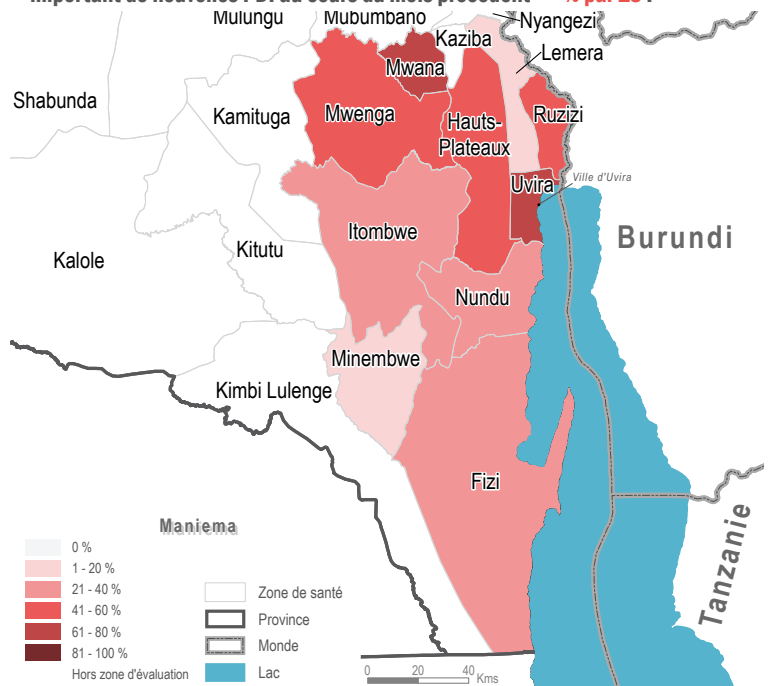 Mulungu
Mubumbano
Nyangezi
Kaziba
Lemera
Mwana
Shabunda
Kamituga
Mwenga
Hauts-
Plateaux
Ruzizi
Uvira
Ville d'Uvira
Itombwe
Burundi
Kitutu
Kalole
Nundu
Minembwe
Kimbi Lulenge
Fizi
Maniema
Tanzanie
0 %
1 - 20 %
21 - 40 %
41 - 60 %
61 - 80 %
81 - 100 %
Hors zone d'évaluation
Zone de santé
Province
Monde
Lac
0 20 40
Kms